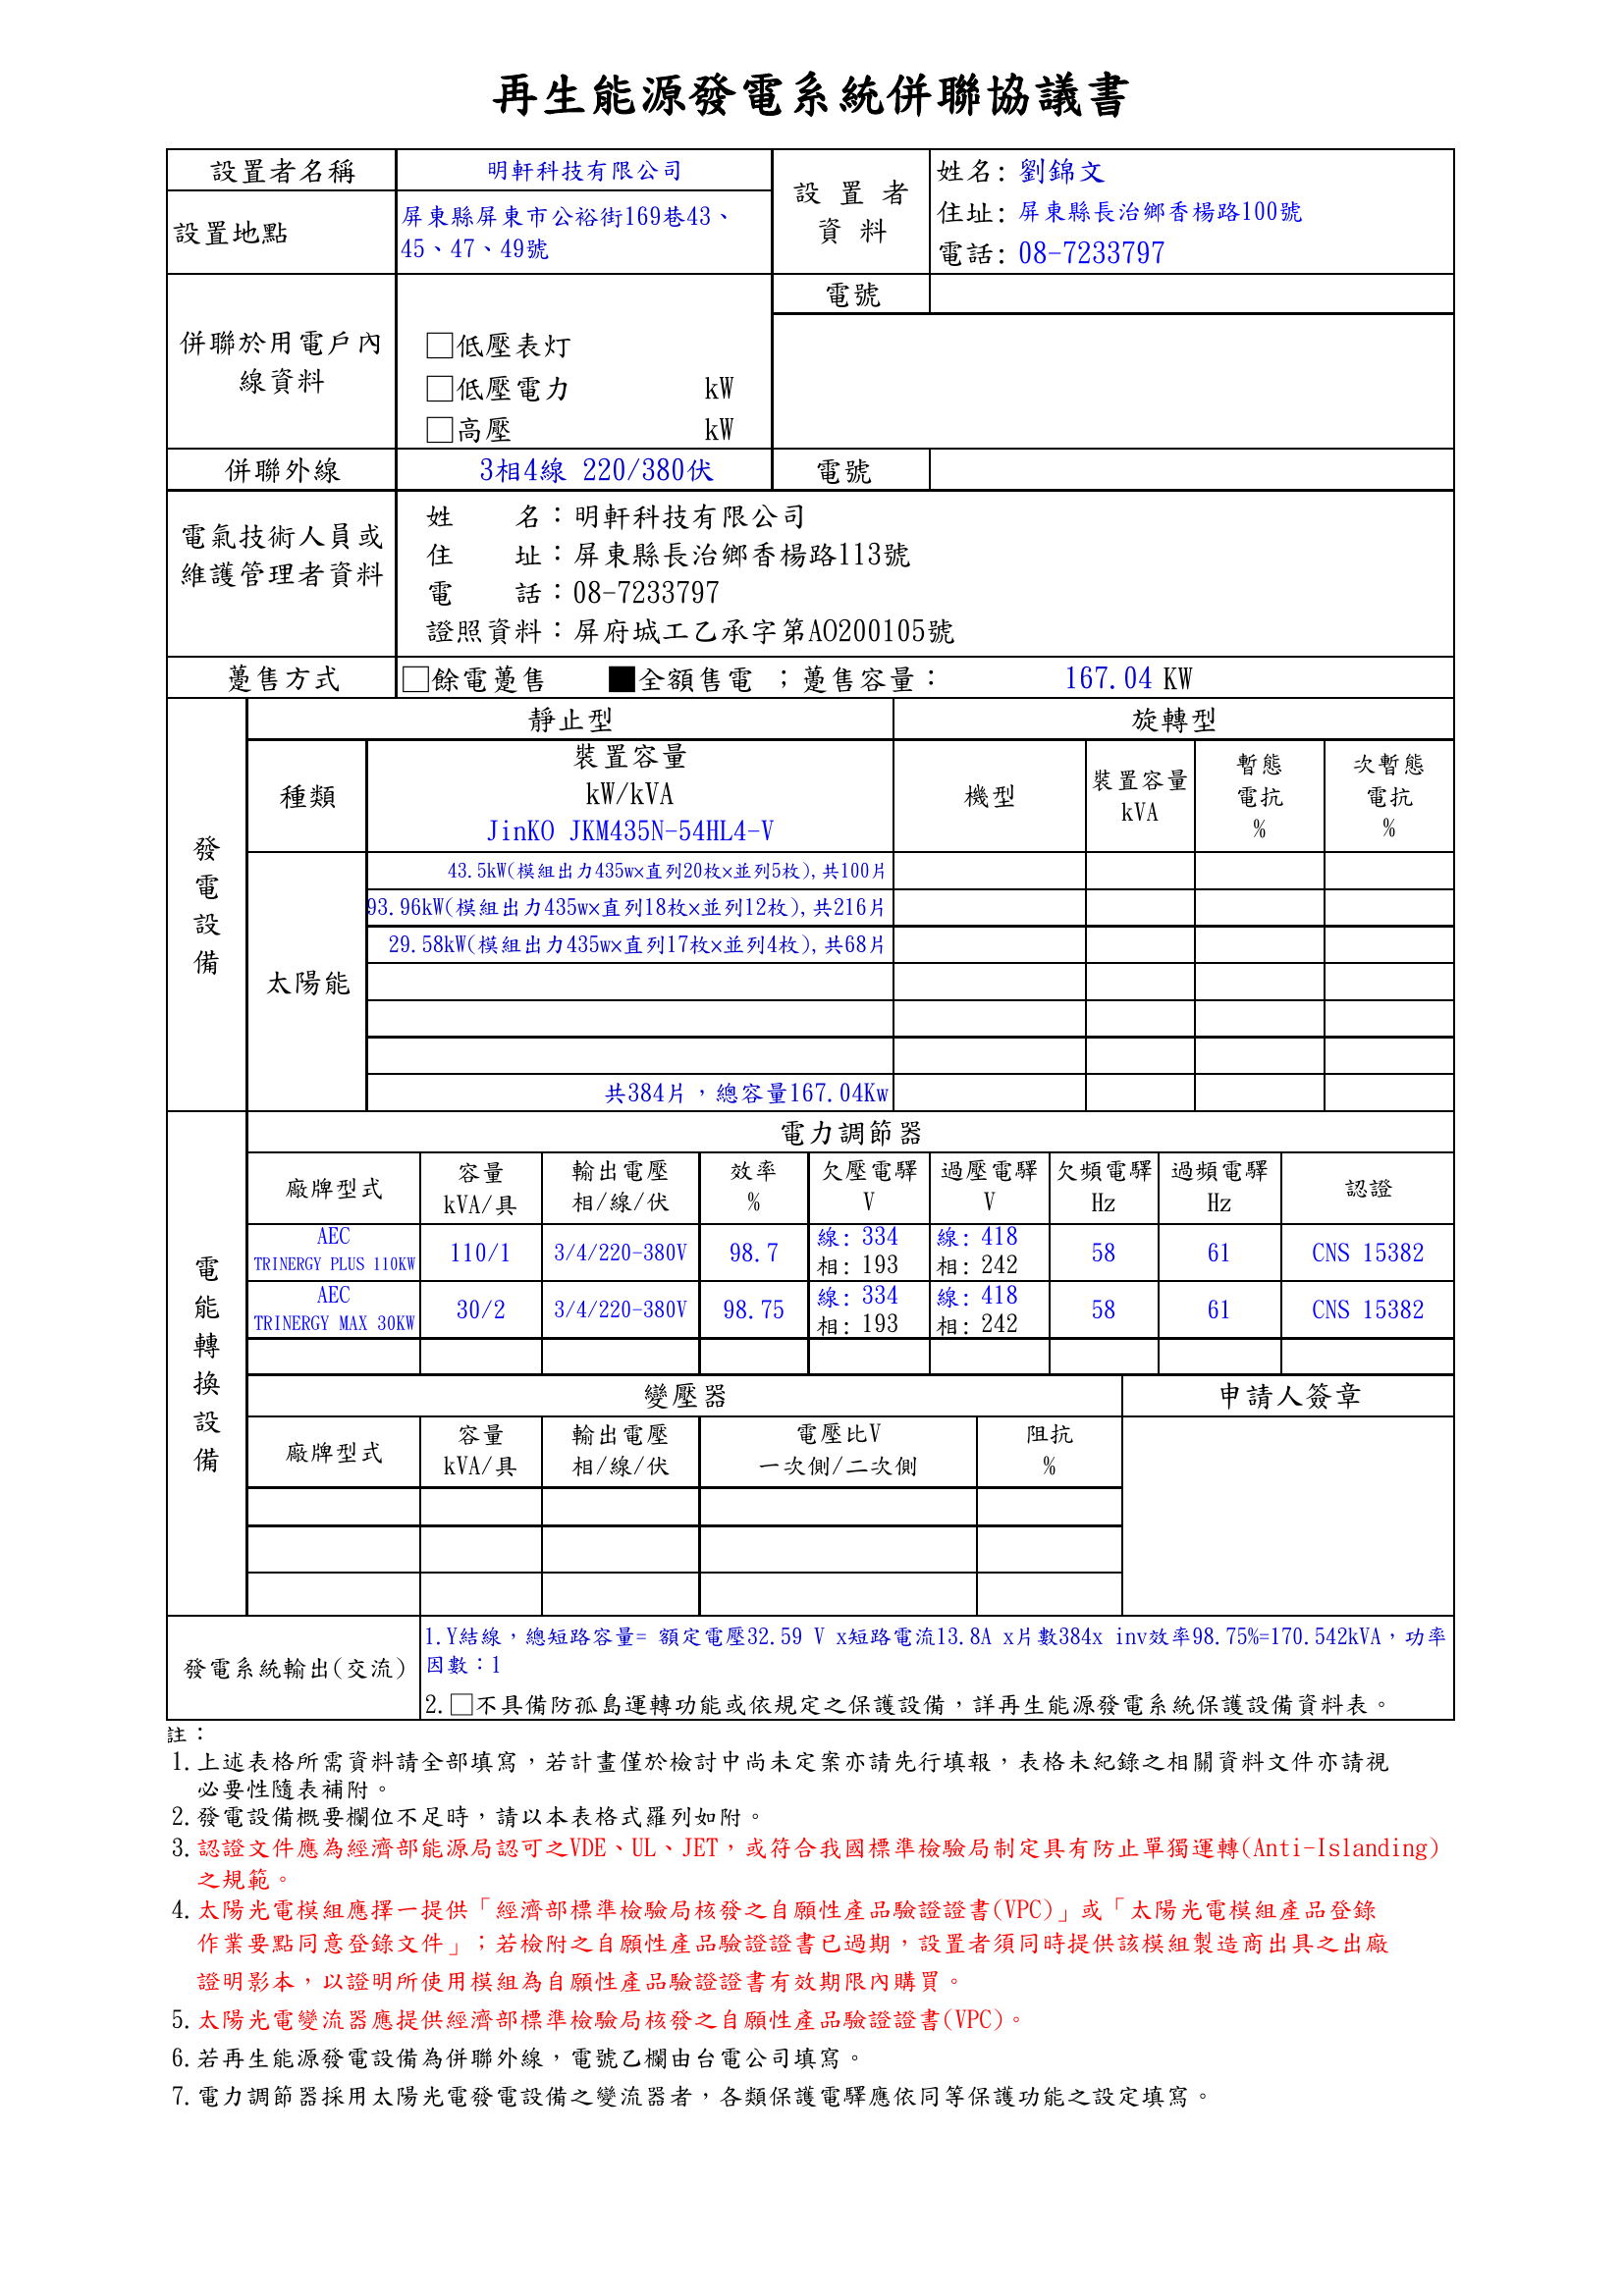 再生能源發電系統併聯協議書
設置者名稱
明軒科技有限公司
設置地點
屏東縣屏東市公裕街169巷43、
45、47、49號
設 置 者
資 料
姓名: 劉錦文
住址: 屏東縣長治鄉香楊路100號
電話: 08-7233797
併聯於用電戶內
線資料
□低壓表灯
□低壓電力 kW
□高壓 kW
電號
併聯外線
3相4線 220/380伏
電號
電氣技術人員或
維護管理者資料
姓 名：明軒科技有限公司
住 址：屏東縣長治鄉香楊路113號
電 話：08-7233797
證照資料：屏府城工乙承字第AO200105號
躉售方式
□餘電躉售 ■全額售電 ；躉售容量： 167.04 KW
發
電
設
備
靜止型
旋轉型
種類
裝置容量
kW/kVA
JinKO JKM435N-54HL4-V
機型
裝置容量
kVA
暫態
電抗
%
次暫態
電抗
%
太陽能
43.5kW(模組出力435w×直列20枚×並列5枚),共100片
93.96kW(模組出力435w×直列18枚×並列12枚),共216片
29.58kW(模組出力435w×直列17枚×並列4枚),共68片
共384片，總容量167.04Kw
電
能
轉
換
設
備
電力調節器
廠牌型式
容量
kVA/具
輸出電壓
相/線/伏
效率
%
欠壓電驛
V
過壓電驛
V
欠頻電驛
Hz
過頻電驛
Hz
認證
AEC
TRINERGY PLUS 110KW
110/1
3/4/220-380V
98.7
線: 334
相: 193
線: 418
相: 242
58
61
CNS 15382
AEC
TRINERGY MAX 30KW
30/2
3/4/220-380V
98.75
線: 334
相: 193
線: 418
相: 242
58
61
CNS 15382
變壓器
申請人簽章
廠牌型式
容量
kVA/具
輸出電壓
相/線/伏
電壓比V
一次側/二次側
阻抗
%
發電系統輸出(交流)
1.Y結線，總短路容量= 額定電壓32.59 V x短路電流13.8A x片數384x inv效率98.75%=170.542kVA，功率
因數：1
2.□不具備防孤島運轉功能或依規定之保護設備，詳再生能源發電系統保護設備資料表。
註：
1.上述表格所需資料請全部填寫，若計畫僅於檢討中尚未定案亦請先行填報，表格未紀錄之相關資料文件亦請視
必要性隨表補附。
2.發電設備概要欄位不足時，請以本表格式羅列如附。
3.認證文件應為經濟部能源局認可之VDE、UL、JET，或符合我國標準檢驗局制定具有防止單獨運轉(Anti-Islanding)
之規範。
4.太陽光電模組應擇一提供「經濟部標準檢驗局核發之自願性產品驗證證書(VPC)」或「太陽光電模組產品登錄
作業要點同意登錄文件」；若檢附之自願性產品驗證證書已過期，設置者須同時提供該模組製造商出具之出廠
證明影本，以證明所使用模組為自願性產品驗證證書有效期限內購買。
5.太陽光電變流器應提供經濟部標準檢驗局核發之自願性產品驗證證書(VPC)。
6.若再生能源發電設備為併聯外線，電號乙欄由台電公司填寫。
7.電力調節器採用太陽光電發電設備之變流器者，各類保護電驛應依同等保護功能之設定填寫。